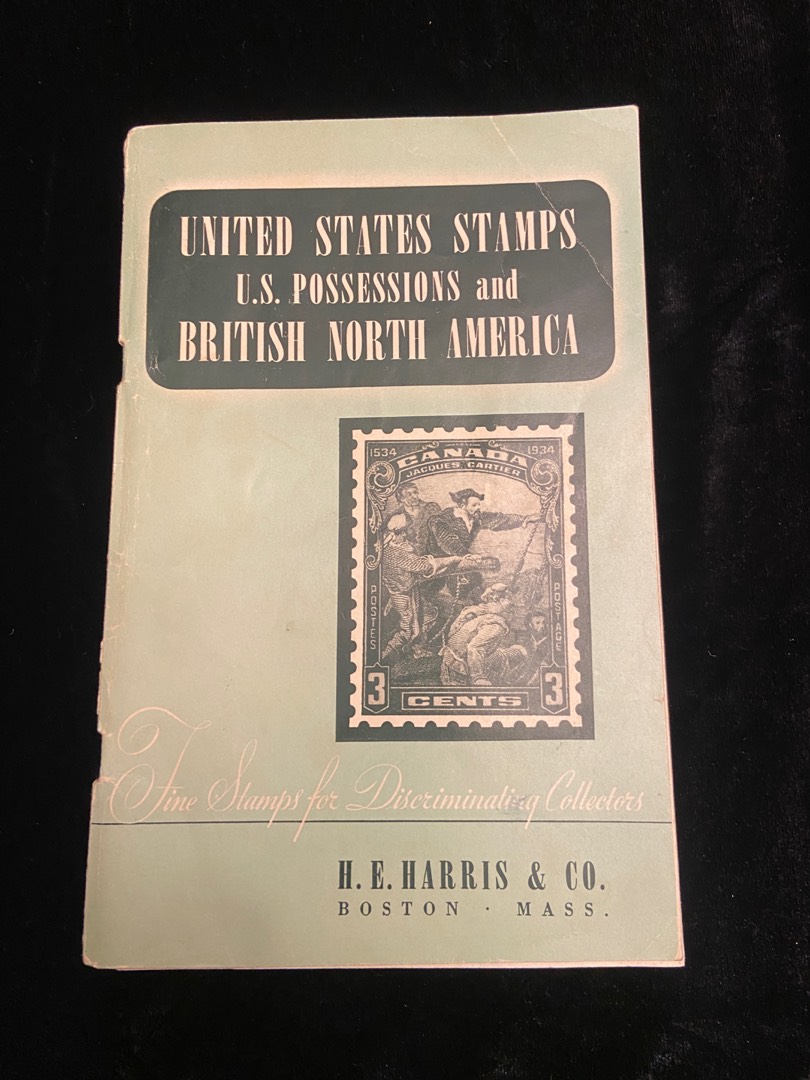 UNITED STATES STAMPS
U.S. POSSESSIONS and
BRITISH NORTH AMERICA
1534 1934
CANADA
JACQUES CARTIER
POSTES
POSTAGE
3 CENTS 3
Fine Stamps for Discriminating Collectors
H. E. HARRIS & CO.
BOSTON · MASS.